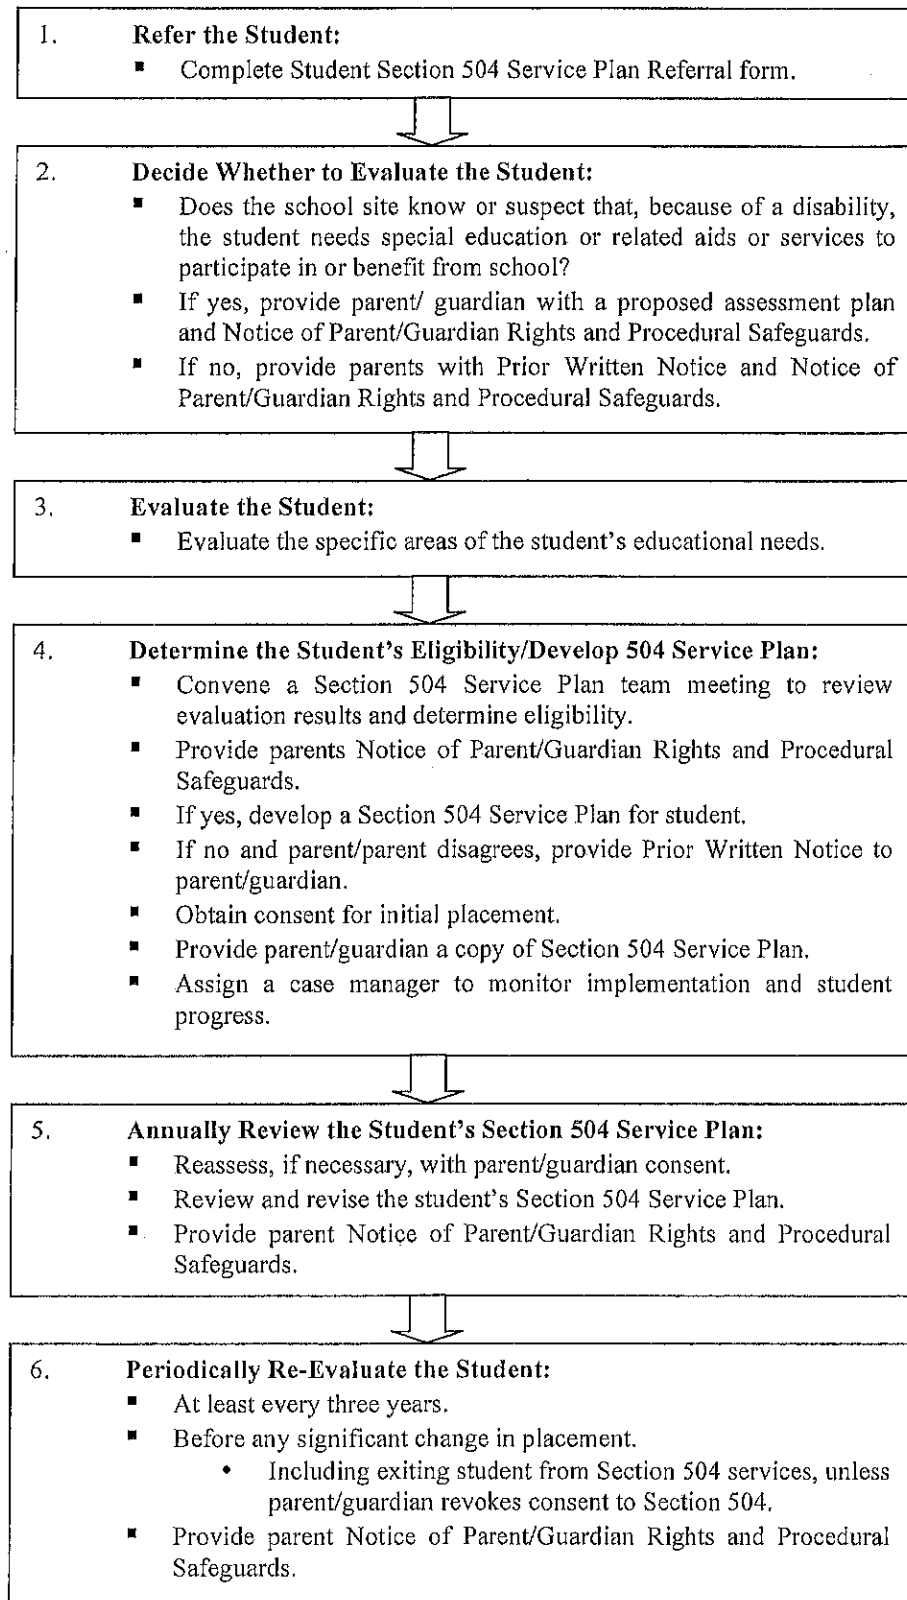 1. Refer the Student:
■ Complete Student Section 504 Service Plan Referral form.
2. Decide Whether to Evaluate the Student:
■ Does the school site know or suspect that, because of a disability,
the student needs special education or related aids or services to
participate in or benefit from school?
■ If yes, provide parent/ guardian with a proposed assessment plan
and Notice of Parent/Guardian Rights and Procedural Safeguards.
■ If no, provide parents with Prior Written Notice and Notice of
Parent/Guardian Rights and Procedural Safeguards.
3. Evaluate the Student:
■ Evaluate the specific areas of the student's educational needs.
4. Determine the Student's Eligibility/Develop 504 Service Plan:
■ Convene a Section 504 Service Plan team meeting to review
evaluation results and determine eligibility.
■ Provide parents Notice of Parent/Guardian Rights and Procedural
Safeguards.
■ If yes, develop a Section 504 Service Plan for student.
■ If no and parent/parent disagrees, provide Prior Written Notice to
parent/guardian.
■ Obtain consent for initial placement.
■ Provide parent/guardian a copy of Section 504 Service Plan.
■ Assign a case manager to monitor implementation and student
progress.
5. Annually Review the Student's Section 504 Service Plan:
■ Reassess, if necessary, with parent/guardian consent.
■ Review and revise the student's Section 504 Service Plan.
■ Provide parent Notice of Parent/Guardian Rights and Procedural
Safeguards.
6. Periodically Re-Evaluate the Student:
■ At least every three years.
■ Before any significant change in placement.
• Including exiting student from Section 504 services, unless
parent/guardian revokes consent to Section 504.
■ Provide parent Notice of Parent/Guardian Rights and Procedural
Safeguards.